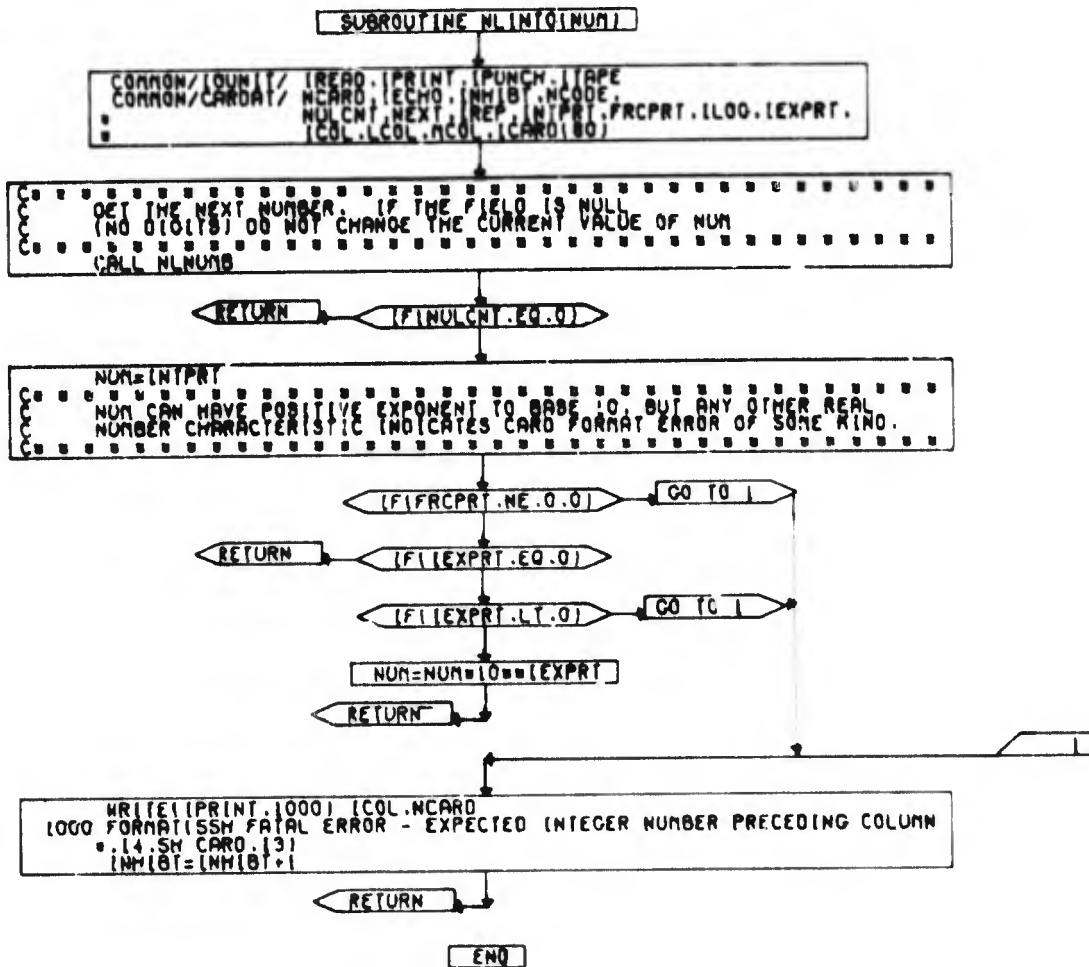 SUBROUTINE NLINTO(NUM)
COMMON/IOUNIT/ IREAD,IPRINT,IPUNCH,ITAPE
COMMON/CARDAT/ NCARD,IECHO,INHIBT,NCODE,
* NULCNT,NEXT,IREP,INTPRT,FRCPRT,ILOG,IEXPRT,
* ICOL,LCOL,MCOL,ICARD(80)
C* * * * * * * * * * * * * * * * * * * * * * * * * * * * * * * * * * *
C GET THE NEXT NUMBER. IF THE FIELD IS NULL
C (NO DIGITS) DO NOT CHANGE THE CURRENT VALUE OF NUM
C* * * * * * * * * * * * * * * * * * * * * * * * * * * * * * * * * * *
CALL NLNUMB
RETURN IF(NULCNT.EQ.0)
NUM=INTPRT
C* * * * * * * * * * * * * * * * * * * * * * * * * * * * * * * * * * *
C NUM CAN HAVE POSITIVE EXPONENT TO BASE 10, BUT ANY OTHER REAL
C NUMBER CHARACTERISTIC INDICATES CARD FORMAT ERROR OF SOME KIND.
C* * * * * * * * * * * * * * * * * * * * * * * * * * * * * * * * * * *
IF(FRCPRT.NE.0.0) GO TO 1
RETURN IF(IEXPRT.EQ.0)
IF(IEXPRT.LT.0) GO TO 1
NUM=NUM*10**IEXPRT
RETURN
1
WRITE(IPRINT,1000) ICOL,NCARD
1000 FORMAT(55H FATAL ERROR - EXPECTED INTEGER NUMBER PRECEDING COLUMN
*,I4,5H CARD,I3)
INHIBT=INHIBT+1
RETURN
END